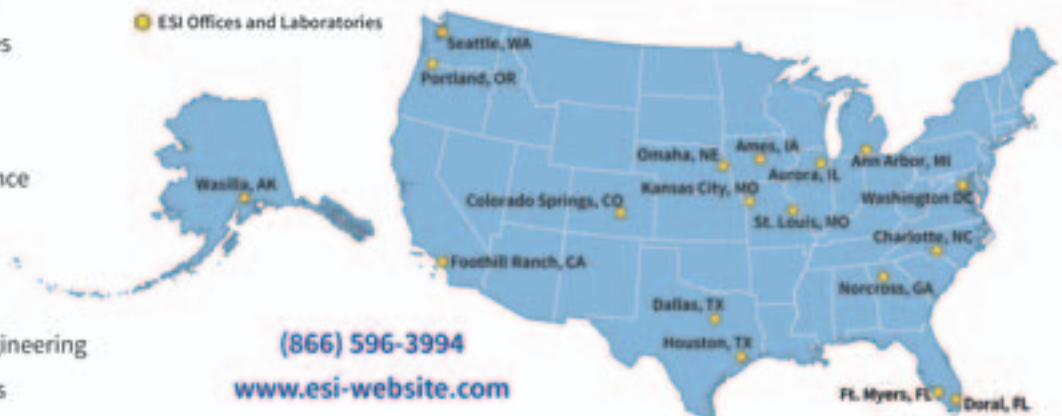 ESI Offices and Laboratories
Seattle, WA
Portland, OR
Wasilla, AK
Omaha, NE
Ames, IA
Aurora, IL
Ann Arbor, MI
Kansas City, MO
Colorado Springs, CO
St. Louis, MO
Washington DC
Charlotte, NC
Foothill Ranch, CA
Norcross, GA
Dallas, TX
Houston, TX
Ft. Myers, FL
Doral, FL
(866) 596-3994
www.esi-website.com